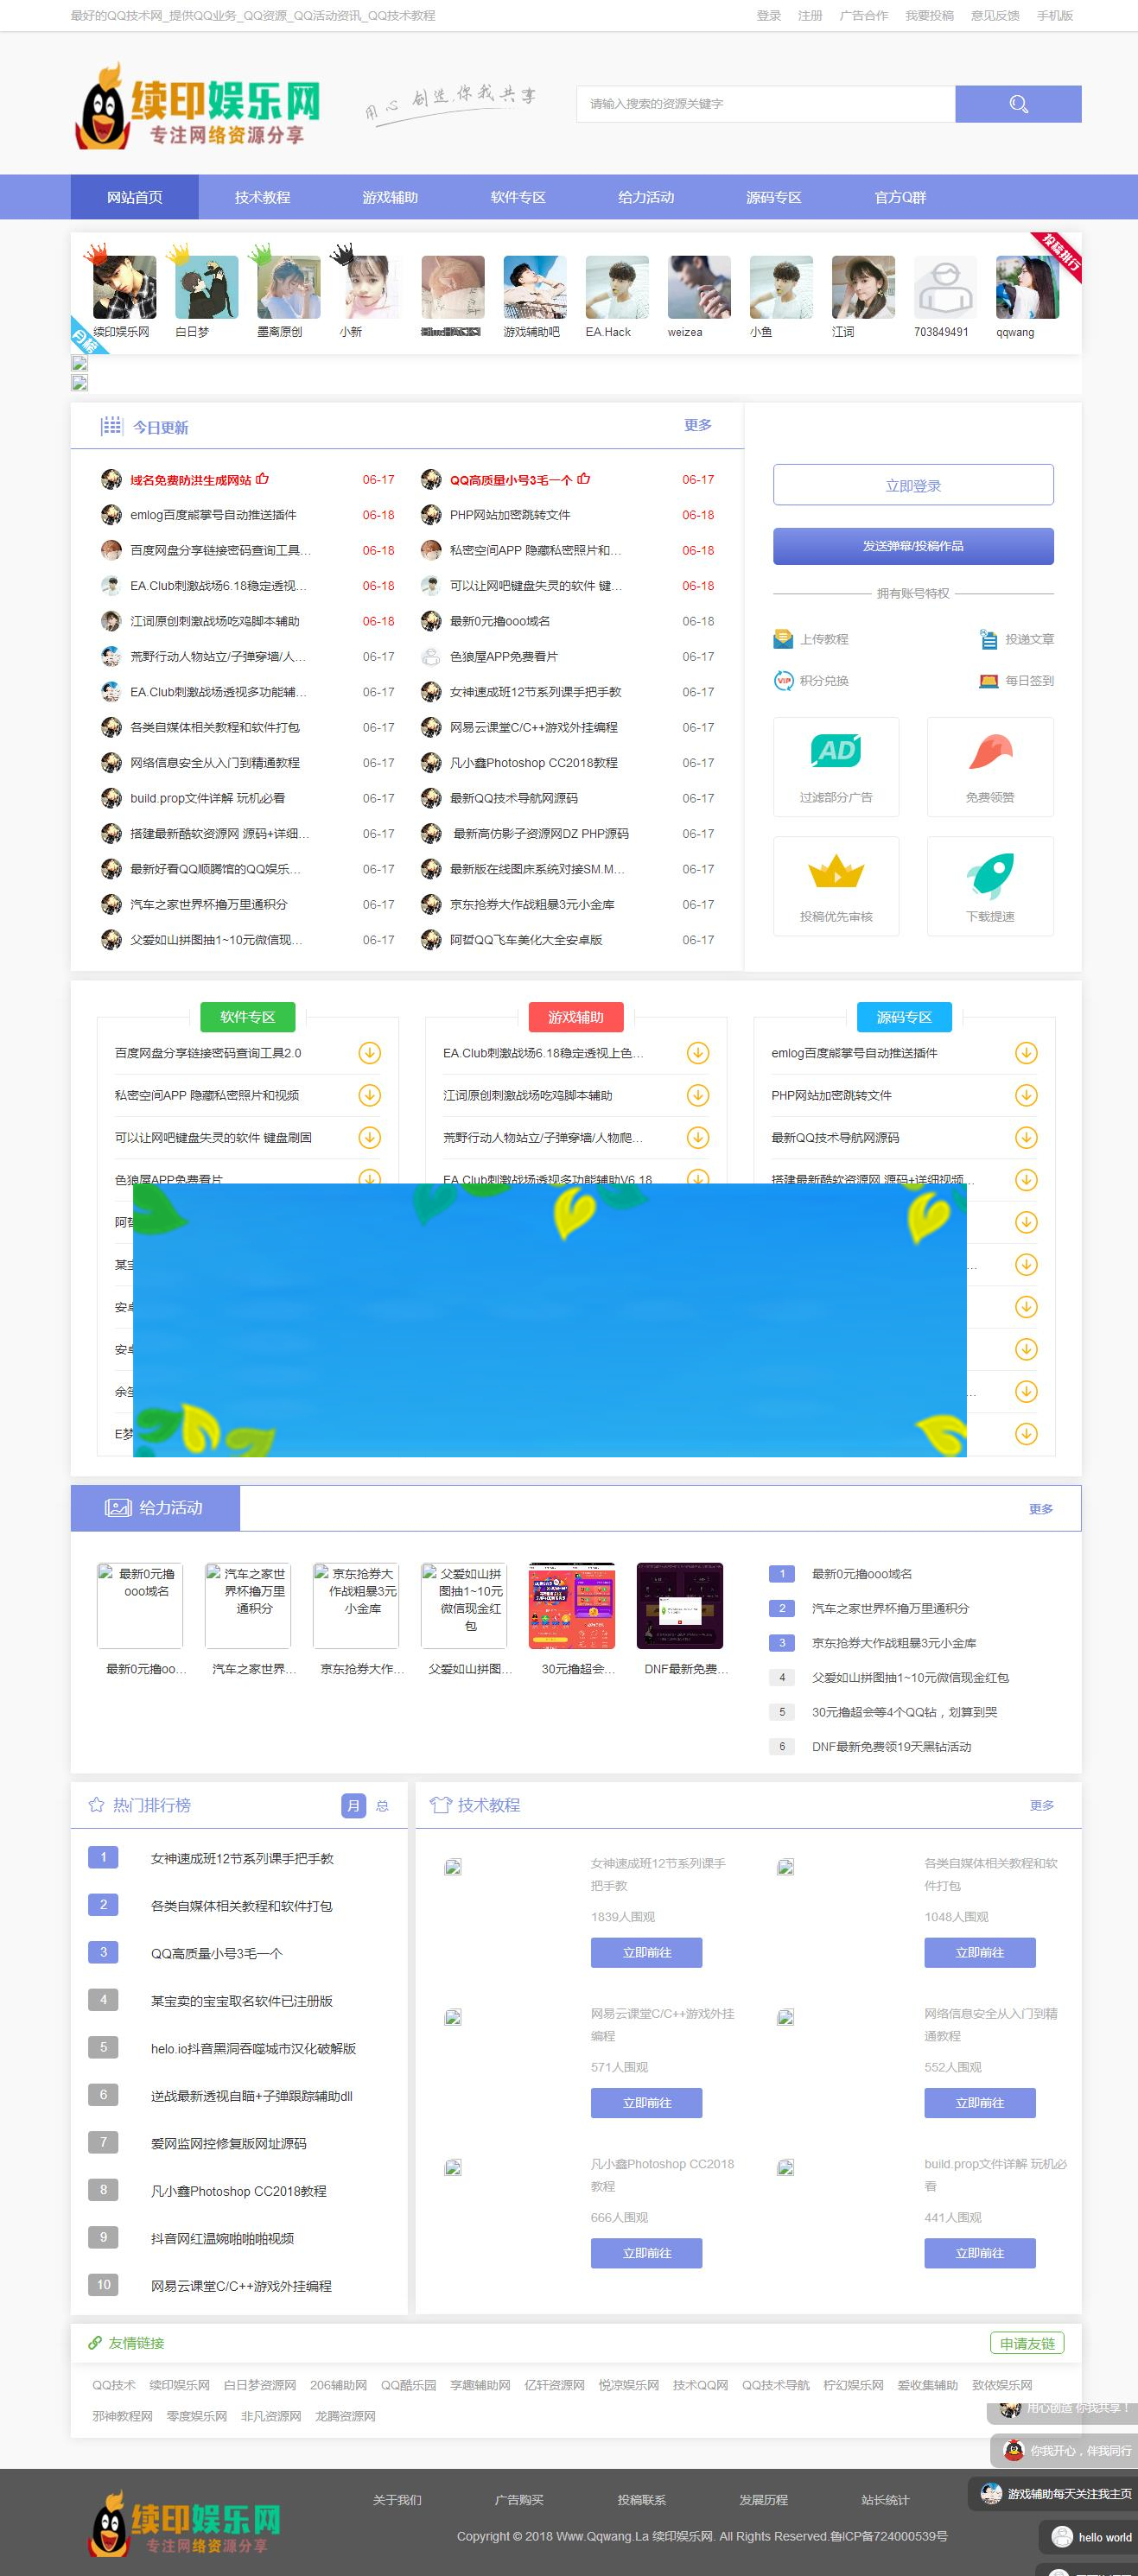 最好的QQ技术网_提供QQ业务_QQ资源_QQ活动资讯_QQ技术教程
登录 注册 广告合作 我要投稿 意见反馈 手机版
续印娱乐网
专注网络资源分享
用心 创造.你我共享
请输入搜索的资源关键字
网站首页 技术教程 游戏辅助 软件专区 给力活动 源码专区 官方Q群
投稿排行
月榜
续印娱乐网 白日梦 墨离原创 小新 游戏辅助吧 EA.Hack weizea 小鱼 江词 703849491 qqwang
今日更新 更多
域名免费防洪生成网站 06-17 QQ高质量小号3毛一个 06-17
emlog百度熊掌号自动推送插件 06-18 PHP网站加密跳转文件 06-18
百度网盘分享链接密码查询工具... 06-18 私密空间APP 隐藏私密照片和... 06-18
EA.Club刺激战场6.18稳定透视... 06-18 可以让网吧键盘失灵的软件 键... 06-18
江词原创刺激战场吃鸡脚本辅助 06-18 最新0元撸ooo域名 06-18
荒野行动人物站立/子弹穿墙/人... 06-17 色狼屋APP免费看片 06-17
EA.Club刺激战场透视多功能辅... 06-17 女神速成班12节系列课手把手教 06-17
各类自媒体相关教程和软件打包 06-17 网易云课堂C/C++游戏外挂编程 06-17
网络信息安全从入门到精通教程 06-17 凡小鑫Photoshop CC2018教程 06-17
build.prop文件详解 玩机必看 06-17 最新QQ技术导航网源码 06-17
搭建最新酷软资源网 源码+详细... 06-17 最新高仿影子资源网DZ PHP源码 06-17
最新好看QQ顺腾馆的QQ娱乐... 06-17 最新版在线图床系统对接SM.M... 06-17
汽车之家世界杯撸万里通积分 06-17 京东抢券大作战粗暴3元小金库 06-17
父爱如山拼图抽1~10元微信现... 06-17 阿晢QQ飞车美化大全安卓版 06-17
立即登录
发送弹幕/投稿作品
拥有账号特权
上传教程 投递文章
积分兑换 每日签到
AD
过滤部分广告 免费领赞
投稿优先审核 下载提速
软件专区 游戏辅助 源码专区
百度网盘分享链接密码查询工具2.0 EA.Club刺激战场6.18稳定透视上色... emlog百度熊掌号自动推送插件
私密空间APP 隐藏私密照片和视频 江词原创刺激战场吃鸡脚本辅助 PHP网站加密跳转文件
可以让网吧键盘失灵的软件 键盘刷固 荒野行动人物站立/子弹穿墙/人物爬... 最新QQ技术导航网源码
色狼屋APP免费看片 EA.Club刺激战场透视多功能辅助V6.18 搭建最新酷软资源网 源码+详细视频...
阿晢
某宝 ...
安卓
安卓
...
E梦
给力活动 更多
最新0元撸ooo域名 汽车之家世界杯撸万里通积分 京东抢券大作战粗暴3元小金库 父爱如山拼图抽1~10元微信现金红包
最新0元撸oo... 汽车之家世界... 京东抢券大作... 父爱如山拼图... 30元撸超会... DNF最新免费...
1 最新0元撸ooo域名
2 汽车之家世界杯撸万里通积分
3 京东抢券大作战粗暴3元小金库
4 父爱如山拼图抽1~10元微信现金红包
5 30元撸超会等4个QQ钻，划算到哭
6 DNF最新免费领19天黑钻活动
热门排行榜 月 总
1 女神速成班12节系列课手把手教
2 各类自媒体相关教程和软件打包
3 QQ高质量小号3毛一个
4 某宝卖的宝宝取名软件已注册版
5 helo.io抖音黑洞吞噬城市汉化破解版
6 逆战最新透视自瞄+子弹跟踪辅助dll
7 爱网监网控修复版网址源码
8 凡小鑫Photoshop CC2018教程
9 抖音网红温婉啪啪啪视频
10 网易云课堂C/C++游戏外挂编程
技术教程 更多
女神速成班12节系列课手把手教
1839人围观
立即前往
各类自媒体相关教程和软件打包
1048人围观
立即前往
网易云课堂C/C++游戏外挂编程
571人围观
立即前往
网络信息安全从入门到精通教程
552人围观
立即前往
凡小鑫Photoshop CC2018教程
666人围观
立即前往
build.prop文件详解 玩机必看
441人围观
立即前往
友情链接 申请友链
QQ技术 续印娱乐网 白日梦资源网 206辅助网 QQ酷乐园 享趣辅助网 亿轩资源网 悦凉娱乐网 技术QQ网 QQ技术导航 柠幻娱乐网 爱收集辅助 致依娱乐网
邪神教程网 零度娱乐网 非凡资源网 龙腾资源网
用心创造 你我共享！
你我开心，伴我同行
游戏辅助每天关注我主页
hello world
续印娱乐网
专注网络资源分享
关于我们 广告购买 投稿联系 发展历程 站长统计
Copyright © 2018 Www.Qqwang.La 续印娱乐网. All Rights Reserved.鲁ICP备724000539号